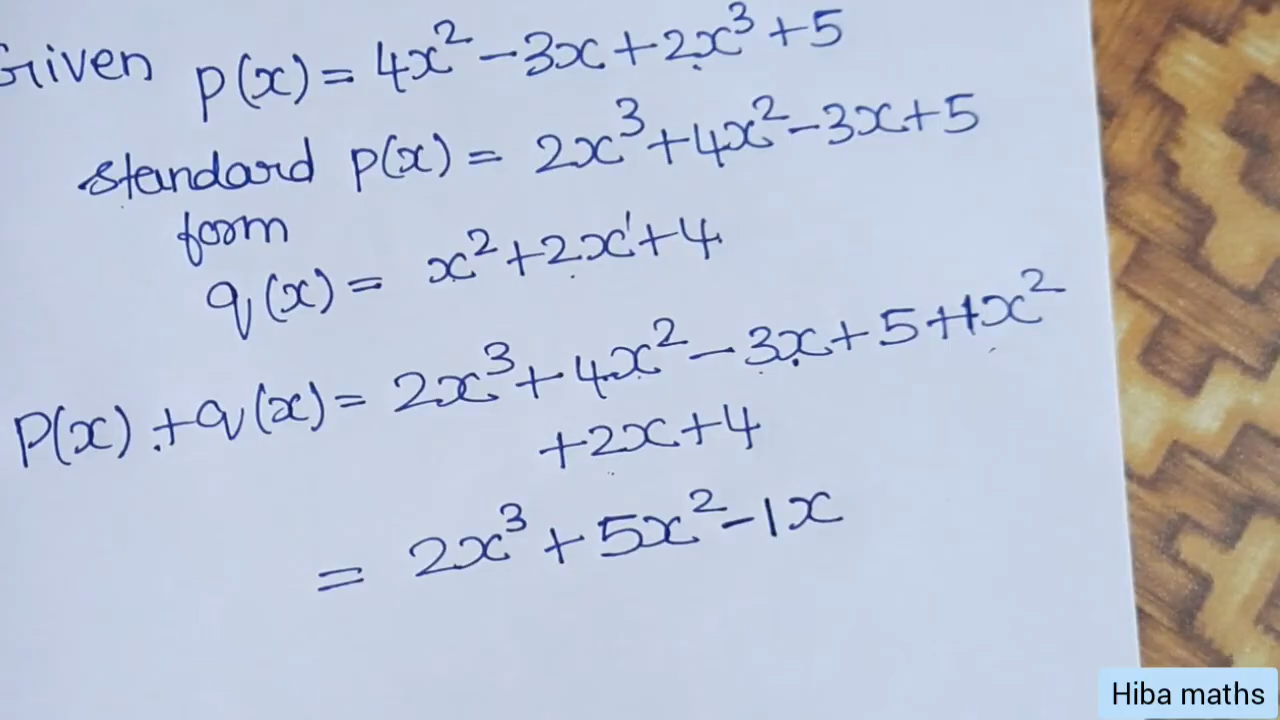 Given p(x) = 4x² - 3x + 2x³ + 5
standard p(x) = 2x³ + 4x² - 3x + 5
form
q(x) = x² + 2x¹ + 4
P(x) + q(x) = 2x³ + 4x² - 3x + 5 + 1x²
+ 2x + 4
= 2x³ + 5x² - 1x
Hiba maths